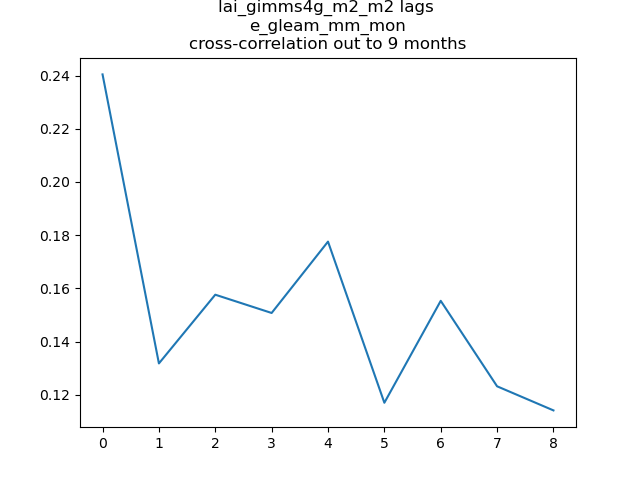 lai_gimms4g_m2_m2 lags
e_gleam_mm_mon
cross-correlation out to 9 months
0.24
0.22
0.20
0.18
0.16
0.14
0.12
0 1 2 3 4 5 6 7 8